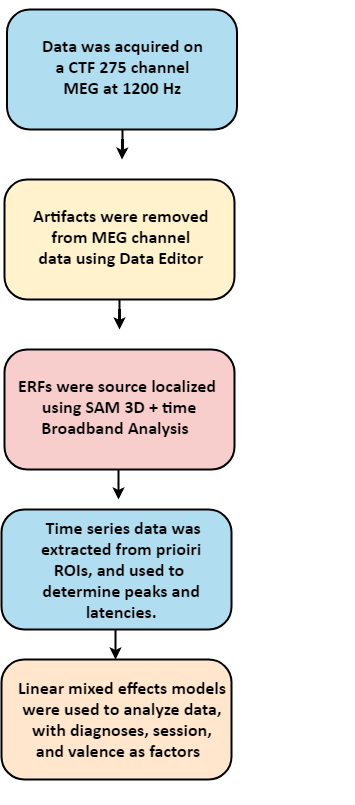 Data was acquired on
a CTF 275 channel
MEG at 1200 Hz
Artifacts were removed
from MEG channel
data using Data Editor
ERFs were source localized
using SAM 3D + time
Broadband Analysis
Time series data was
extracted from prioiri
ROIs, and used to
determine peaks and
latencies.
Linear mixed effects models
were used to analyze data,
with diagnoses, session,
and valence as factors